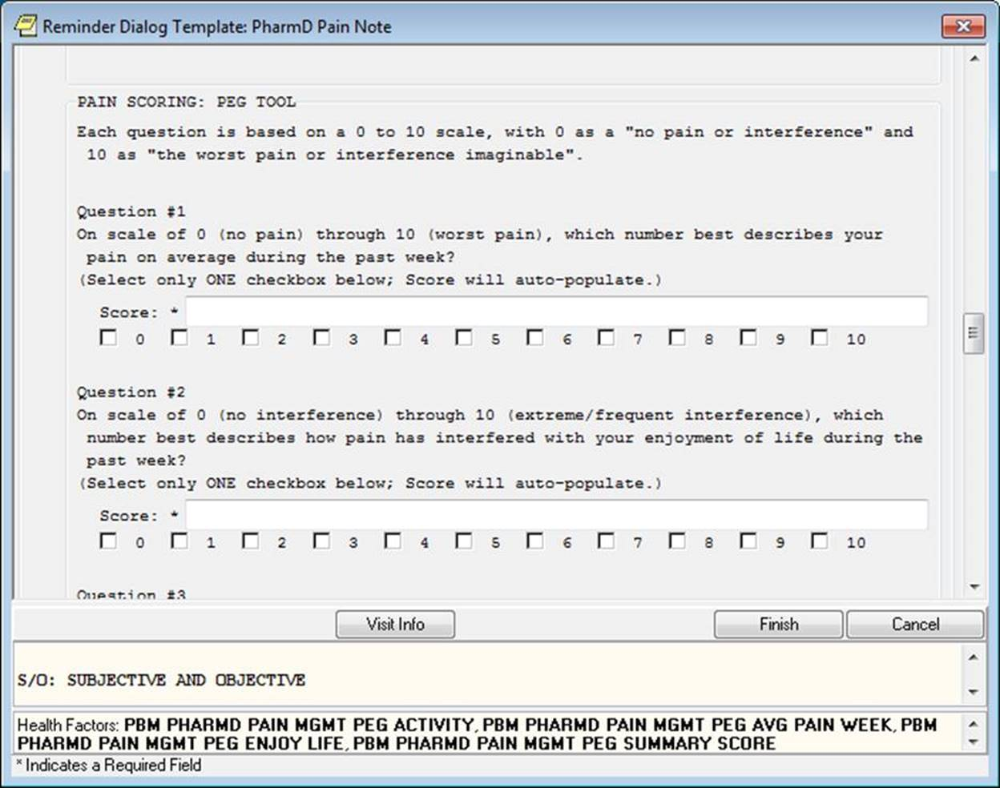 Reminder Dialog Template: PharmD Pain Note
PAIN SCORING: PEG TOOL
Each question is based on a 0 to 10 scale, with 0 as a "no pain or interference" and
10 as "the worst pain or interference imaginable".
Question #1
On scale of 0 (no pain) through 10 (worst pain), which number best describes your
pain on average during the past week?
(Select only ONE checkbox below; Score will auto-populate.)
Score: *
0 1 2 3 4 5 6 7 8 9 10
Question #2
On scale of 0 (no interference) through 10 (extreme/frequent interference), which
number best describes how pain has interfered with your enjoyment of life during the
past week?
(Select only ONE checkbox below; Score will auto-populate.)
Score: *
0 1 2 3 4 5 6 7 8 9 10
Question #3
Visit Info Finish Cancel
S/O: SUBJECTIVE AND OBJECTIVE
Health Factors: PBM PHARMD PAIN MGMT PEG ACTIVITY, PBM PHARMD PAIN MGMT PEG AVG PAIN WEEK, PBM
PHARMD PAIN MGMT PEG ENJOY LIFE, PBM PHARMD PAIN MGMT PEG SUMMARY SCORE
* Indicates a Required Field